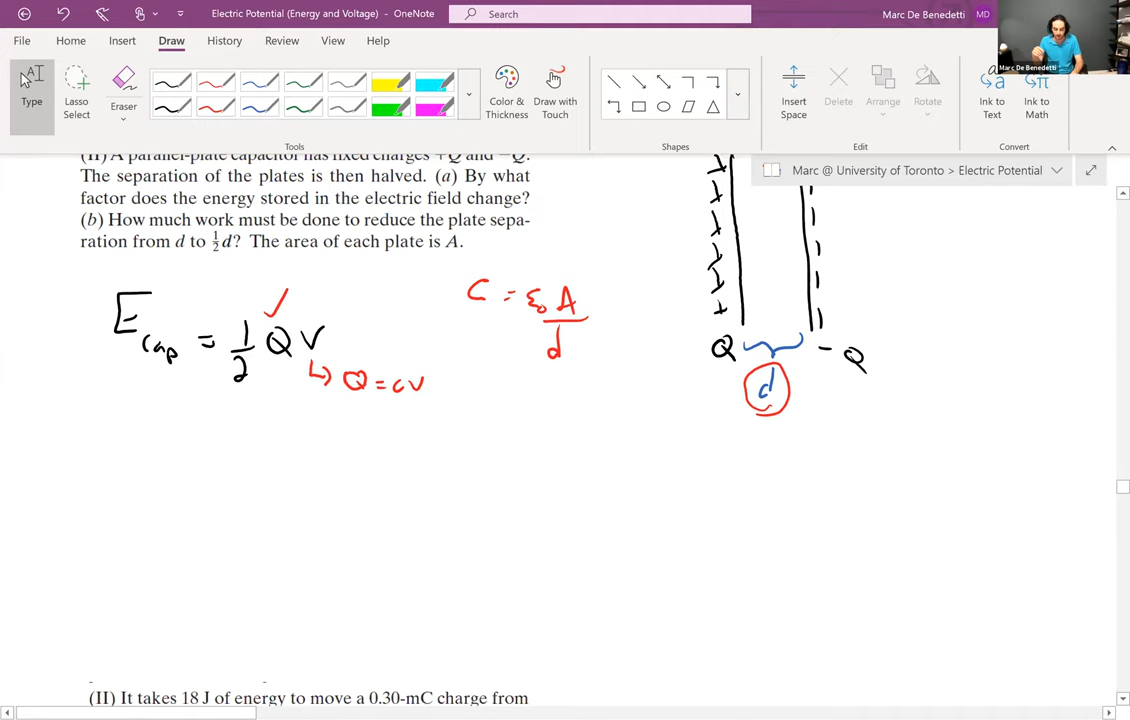 Electric Potential (Energy and Voltage) - OneNote
Search
Marc De Benedetti
MD
File Home Insert Draw History Review View Help
Type
Lasso Select
Eraser
Color & Thickness
Draw with Touch
Insert Space
Delete
Arrange
Rotate
Ink to Text
Ink to Math
Tools
Shapes
Edit
Convert
Marc De Benedetti
Marc @ University of Toronto > Electric Potential
(II) A parallel-plate capacitor has fixed charges +Q and −Q.
The separation of the plates is then halved. (a) By what
factor does the energy stored in the electric field change?
(b) How much work must be done to reduce the plate sepa-
ration from d to ½d? The area of each plate is A.
E cap = 1/2 Q V
↳ Q = CV
C = ε₀ A/d
Q
d
- Q
(II) It takes 18 J of energy to move a 0.30-mC charge from